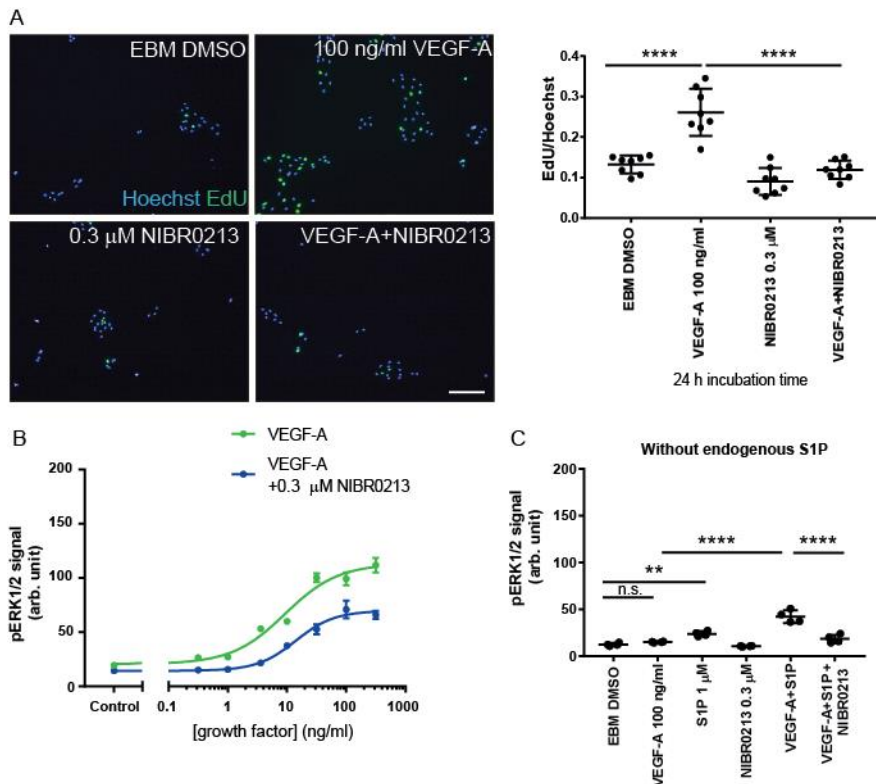 A
EBM DMSO
100 ng/ml VEGF-A
Hoechst EdU
0.3 μM NIBR0213
VEGF-A+NIBR0213
**** ****
EdU/Hoechst
0.4
0.3
0.2
0.1
0.0
EBM DMSO
VEGF-A 100 ng/ml
NIBR0213 0.3 μM
VEGF-A+NIBR0213
24 h incubation time
B
VEGF-A
VEGF-A
+0.3 μM NIBR0213
pERK1/2 signal
(arb. unit)
200
150
100
50
0
Control 0.1 1 10 100 1000
[growth factor] (ng/ml)
C
Without endogenous S1P
pERK1/2 signal
(arb. unit)
200
150
100
50
0
**** ****
**
n.s.
EBM DMSO
VEGF-A 100 ng/ml
S1P 1 μM
NIBR0213 0.3 μM
VEGF-A+S1P
VEGF-A+S1P+
NIBR0213